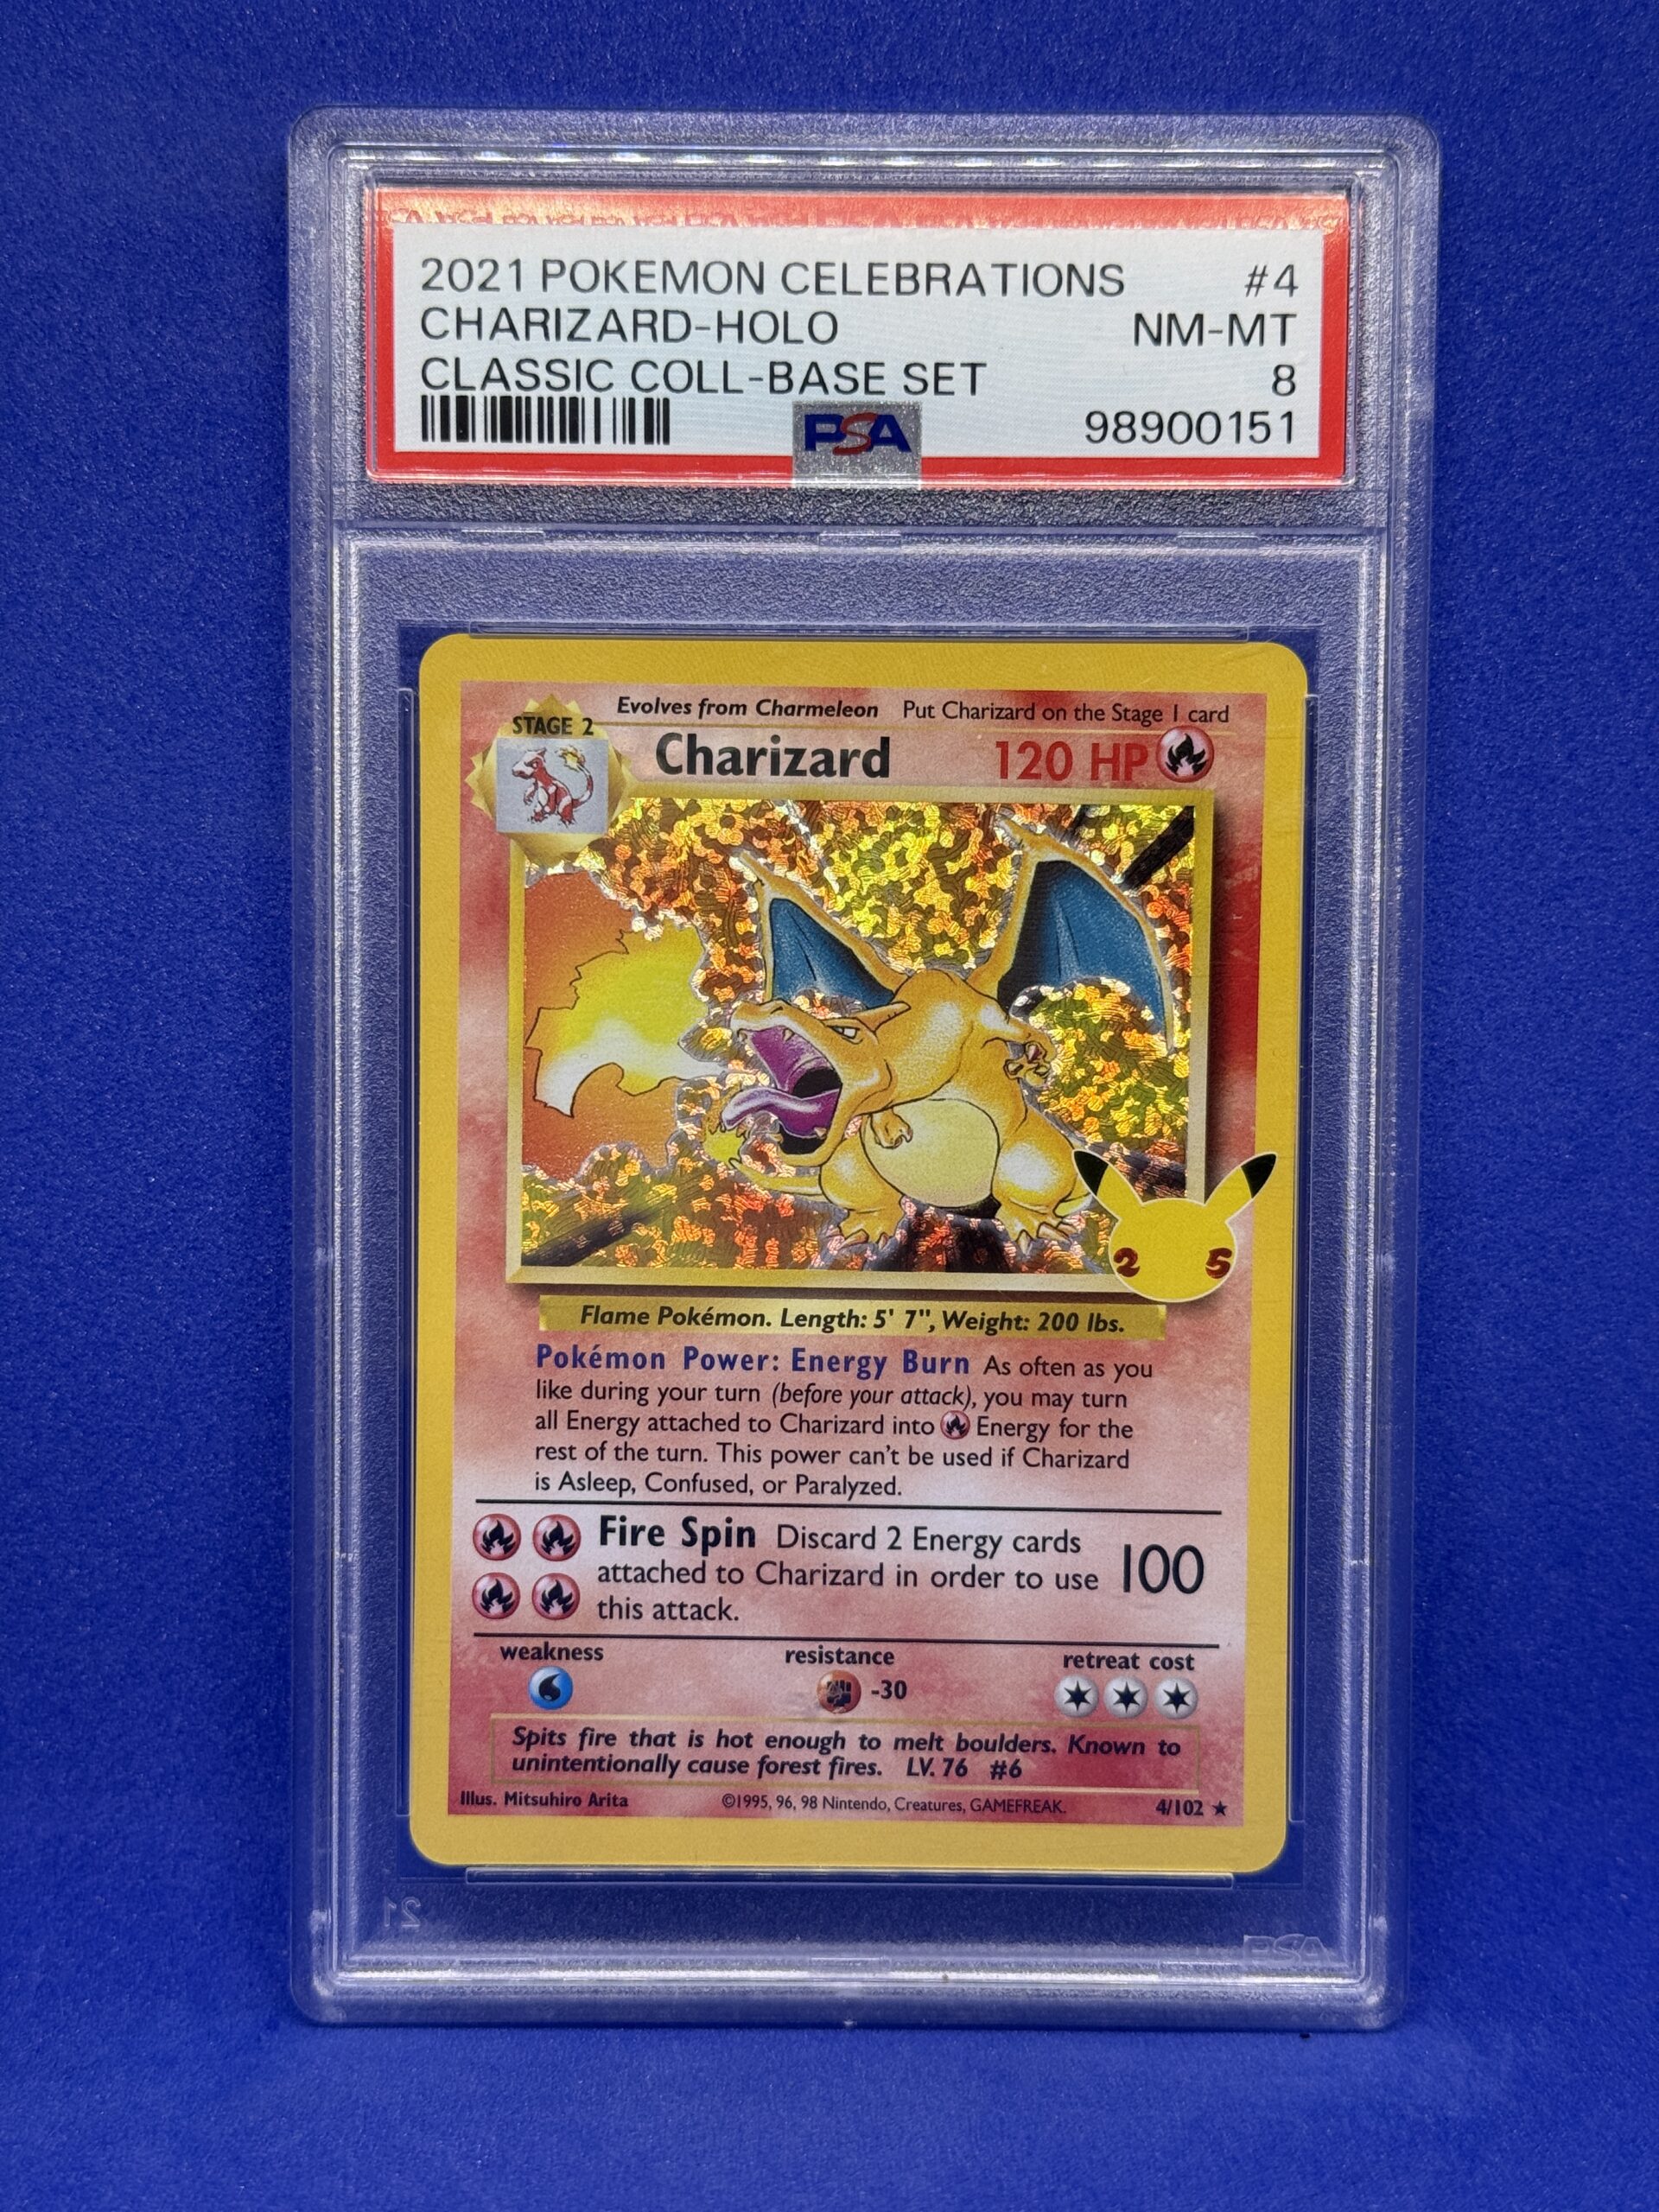 2021 POKEMON CELEBRATIONS #4
CHARIZARD-HOLO NM-MT
CLASSIC COLL-BASE SET 8
PSA 98900151
Evolves from Charmeleon Put Charizard on the Stage 1 card
STAGE 2
Charizard 120 HP
2 5
Flame Pokémon. Length: 5' 7", Weight: 200 lbs.
Pokémon Power: Energy Burn As often as you
like during your turn (before your attack), you may turn
all Energy attached to Charizard into Energy for the
rest of the turn. This power can't be used if Charizard
is Asleep, Confused, or Paralyzed.
Fire Spin Discard 2 Energy cards
attached to Charizard in order to use 100
this attack.
weakness resistance retreat cost
-30
Spits fire that is hot enough to melt boulders. Known to
unintentionally cause forest fires. LV. 76 #6
Illus. Mitsuhiro Arita ©1995, 96, 98 Nintendo, Creatures, GAMEFREAK. 4/102 ★
21
PSA